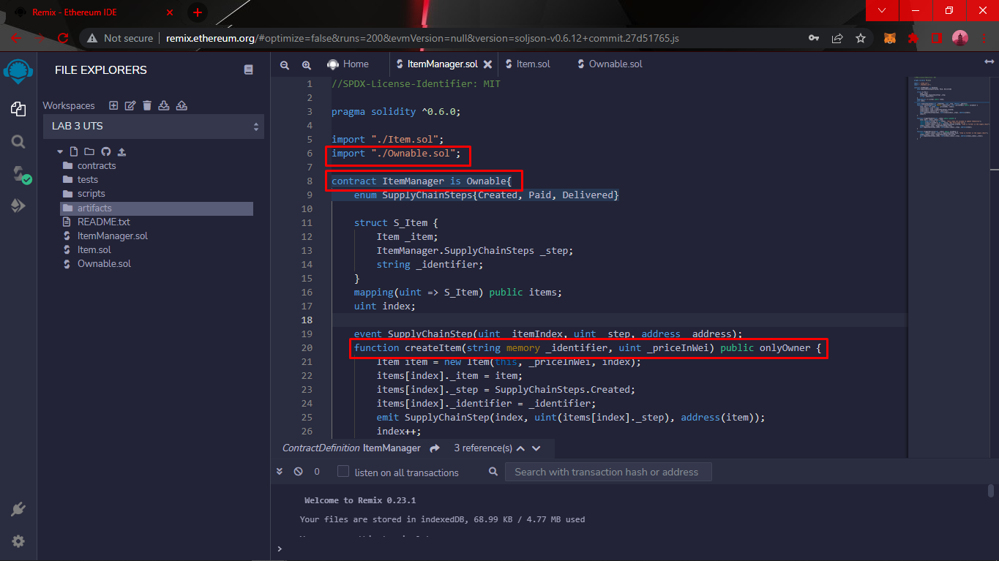 Remix - Ethereum IDE
Not secure | remix.ethereum.org/#optimize=false&runs=200&evmVersion=null&version=soljson-v0.6.12+commit.27d51765.js
FILE EXPLORERS
Home
ItemManager.sol
Item.sol
Ownable.sol
Workspaces
LAB 3 UTS
contracts
tests
scripts
artifacts
README.txt
ItemManager.sol
Item.sol
Ownable.sol
1 //SPDX-License-Identifier: MIT
2
3 pragma solidity ^0.6.0;
4
5 import "./Item.sol";
6 import "./Ownable.sol";
7
8 contract ItemManager is Ownable{
9 enum SupplyChainSteps{Created, Paid, Delivered}
10
11 struct S_Item {
12 Item _item;
13 ItemManager.SupplyChainSteps _step;
14 string _identifier;
15 }
16 mapping(uint => S_Item) public items;
17 uint index;
18
19 event SupplyChainStep(uint _itemIndex, uint _step, address _address);
20 function createItem(string memory _identifier, uint _priceInWei) public onlyOwner {
21 Item item = new Item(this, _priceInWei, index);
22 items[index]._item = item;
23 items[index]._step = SupplyChainSteps.Created;
24 items[index]._identifier = _identifier;
25 emit SupplyChainStep(index, uint(items[index]._step), address(item));
26 index++;
ContractDefinition ItemManager 3 reference(s)
0 listen on all transactions Search with transaction hash or address
Welcome to Remix 0.23.1
Your files are stored in indexedDB, 68.99 KB / 4.77 MB used
>